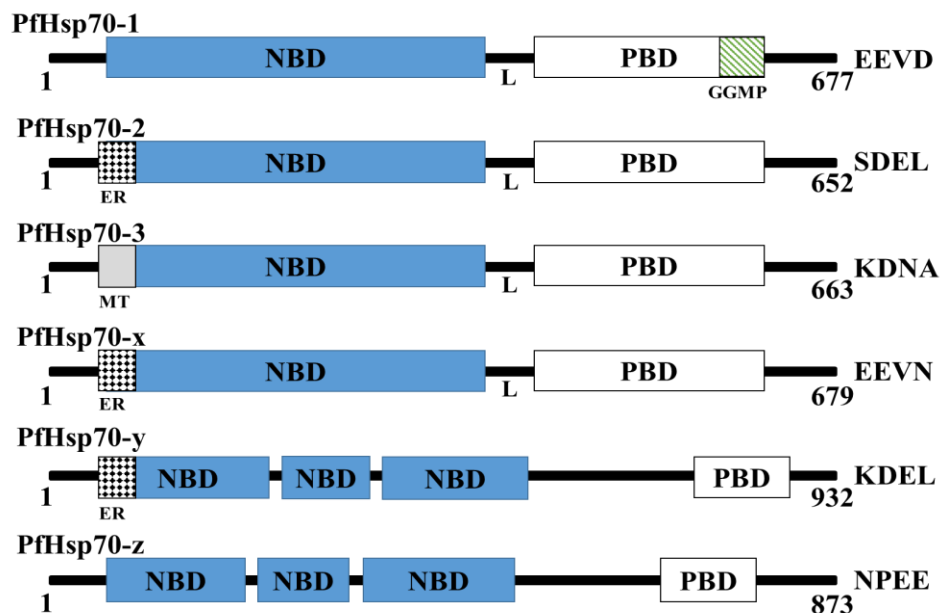 PfHsp70-1
NBD PBD EEVD
1 L GGMP 677
PfHsp70-2
NBD PBD SDEL
1 ER L 652
PfHsp70-3
NBD PBD KDNA
1 MT L 663
PfHsp70-x
NBD PBD EEVN
1 ER L 679
PfHsp70-y
NBD NBD NBD PBD KDEL
1 ER 932
PfHsp70-z
NBD NBD NBD PBD NPEE
1 873